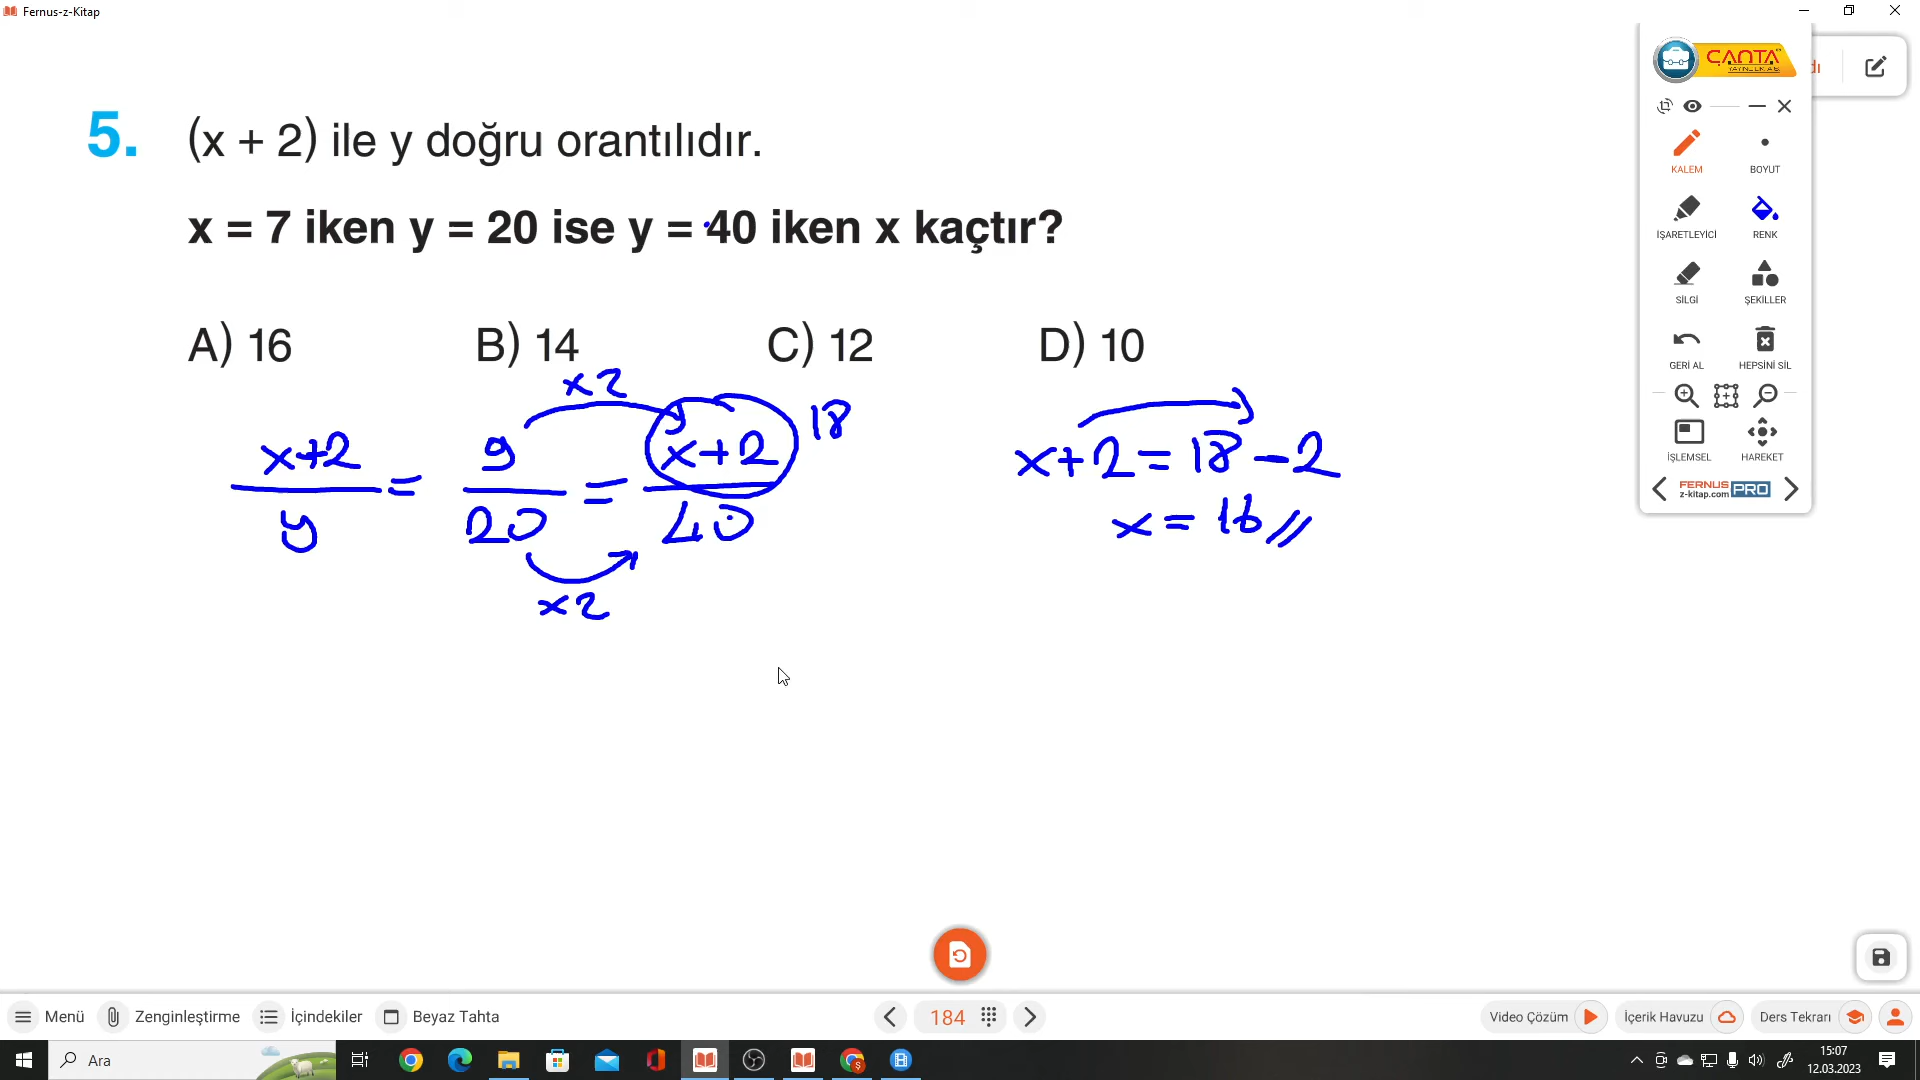 Fernus-z-Kitap
ÇANTA
YAYINLARI
dı
5. (x + 2) ile y doğru orantılıdır.
x = 7 iken y = 20 ise y = 40 iken x kaçtır?
A) 16 B) 14 C) 12 D) 10
x2
x+2/y = 9/20 = x+2/40 18
x2
x+2=18-2
x=16//
KALEM BOYUT
İŞARETLEYİCİ RENK
SİLGİ ŞEKİLLER
GERİ AL HEPSİNİ SİL
İŞLEMSEL HAREKET
FERNUS
z-kitap.com PRO
Menü Zenginleştirme İçindekiler Beyaz Tahta 184 Video Çözüm İçerik Havuzu Ders Tekrarı
Ara
15:07
12.03.2023